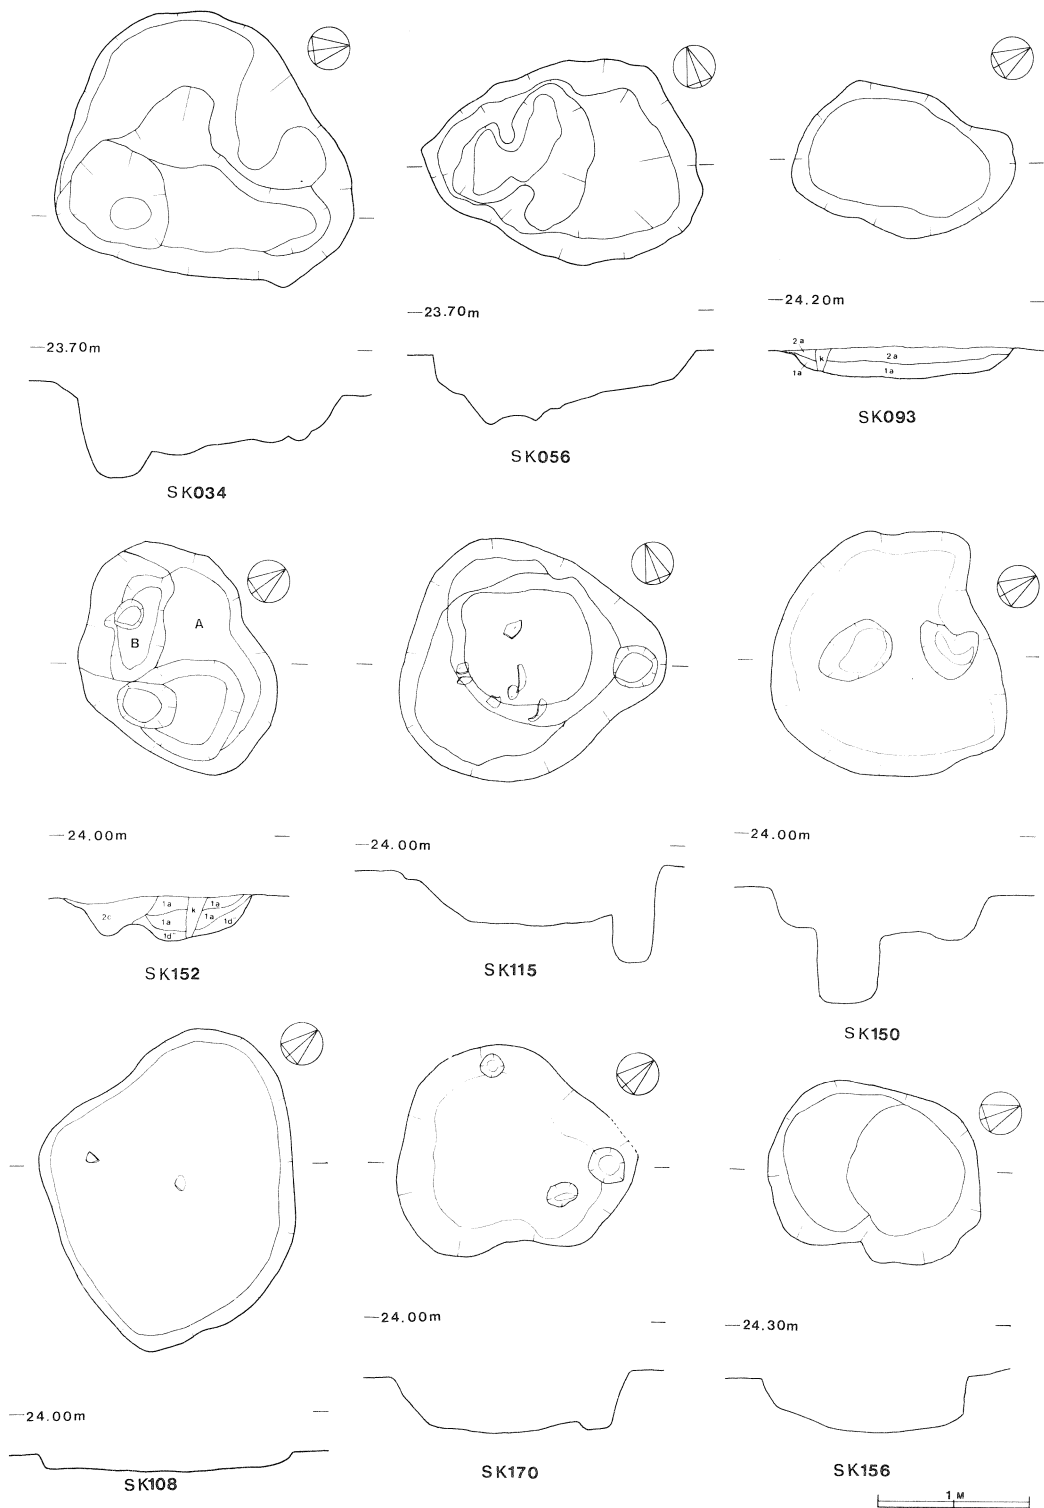 —23.70m
SK034
—23.70m
SK056
—24.20m
2a
k
2a
1a
1a
SK093
A
B
—24.00m
1a
k
1a
2c
1a
1a
1d
1d
SK152
—24.00m
SK115
—24.00m
SK150
—24.00m
SK108
—24.00m
SK170
—24.30m
SK156
1 M